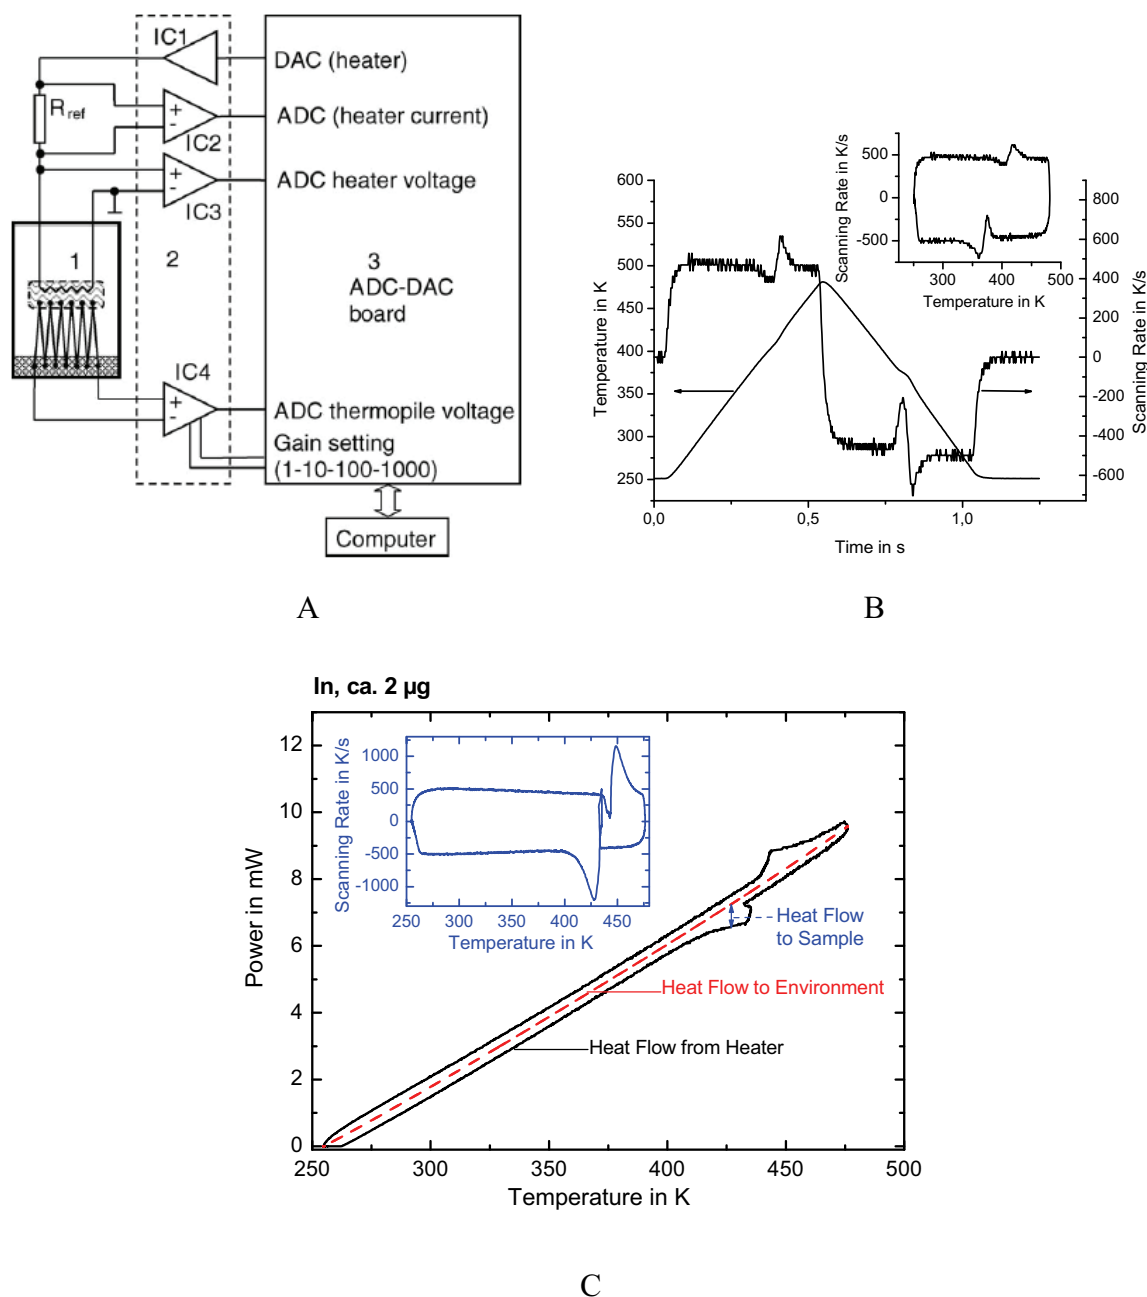 IC1
DAC (heater)
R ref
+
-
IC2
ADC (heater current)
+
-
IC3
ADC heater voltage
1
2
3
ADC-DAC
board
IC4
+
-
ADC thermopile voltage
Gain setting
(1-10-100-1000)
Computer
A
Temperature in K
600
550
500
450
400
350
300
250
0,0
0,5
1,0
Time in s
800
600
400
200
0
-200
-400
-600
Scanning Rate in K/s
Scanning Rate in K/s
500
0
-500
300
400
500
Temperature in K
B
In, ca. 2 µg
Power in mW
12
10
8
6
4
2
0
250
300
350
400
450
500
Temperature in K
Scanning Rate in K/s
1000
500
0
-500
-1000
250
300
350
400
450
Temperature in K
Heat Flow
to Sample
Heat Flow to Environment
Heat Flow from Heater
C